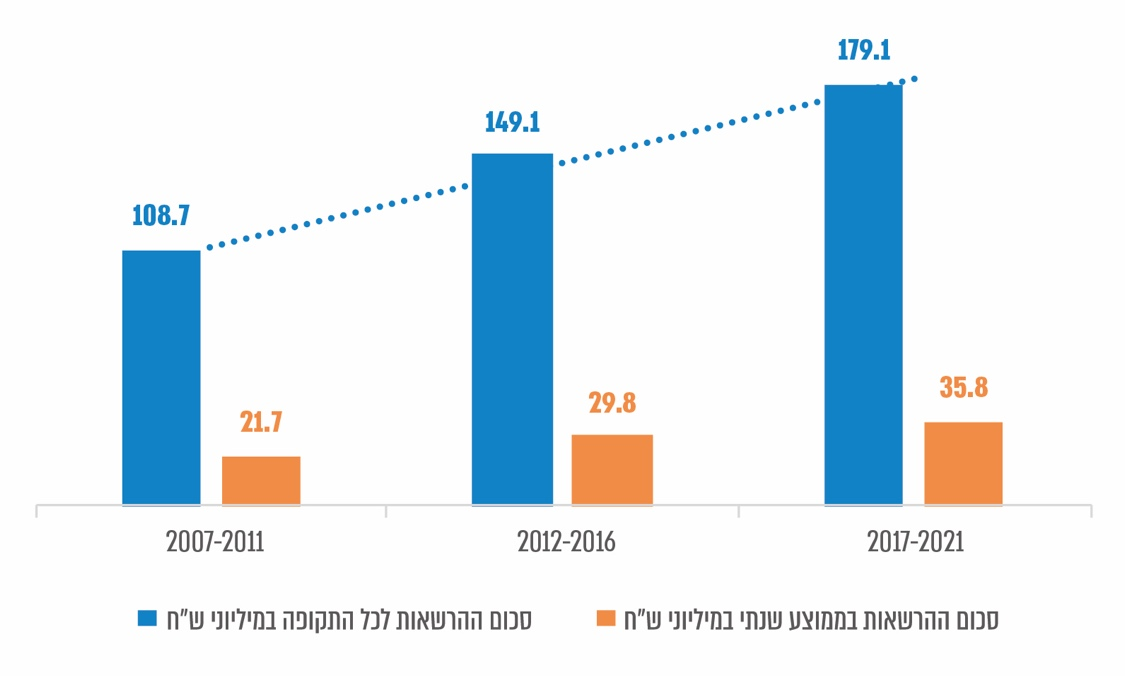 179.1
149.1
108.7
35.8
29.8
21.7
2007-2011 2012-2016 2017-2021
סכום ההרשאות לכל התקופה במיליוני ש"ח
סכום ההרשאות בממוצע שנתי במיליוני ש"ח